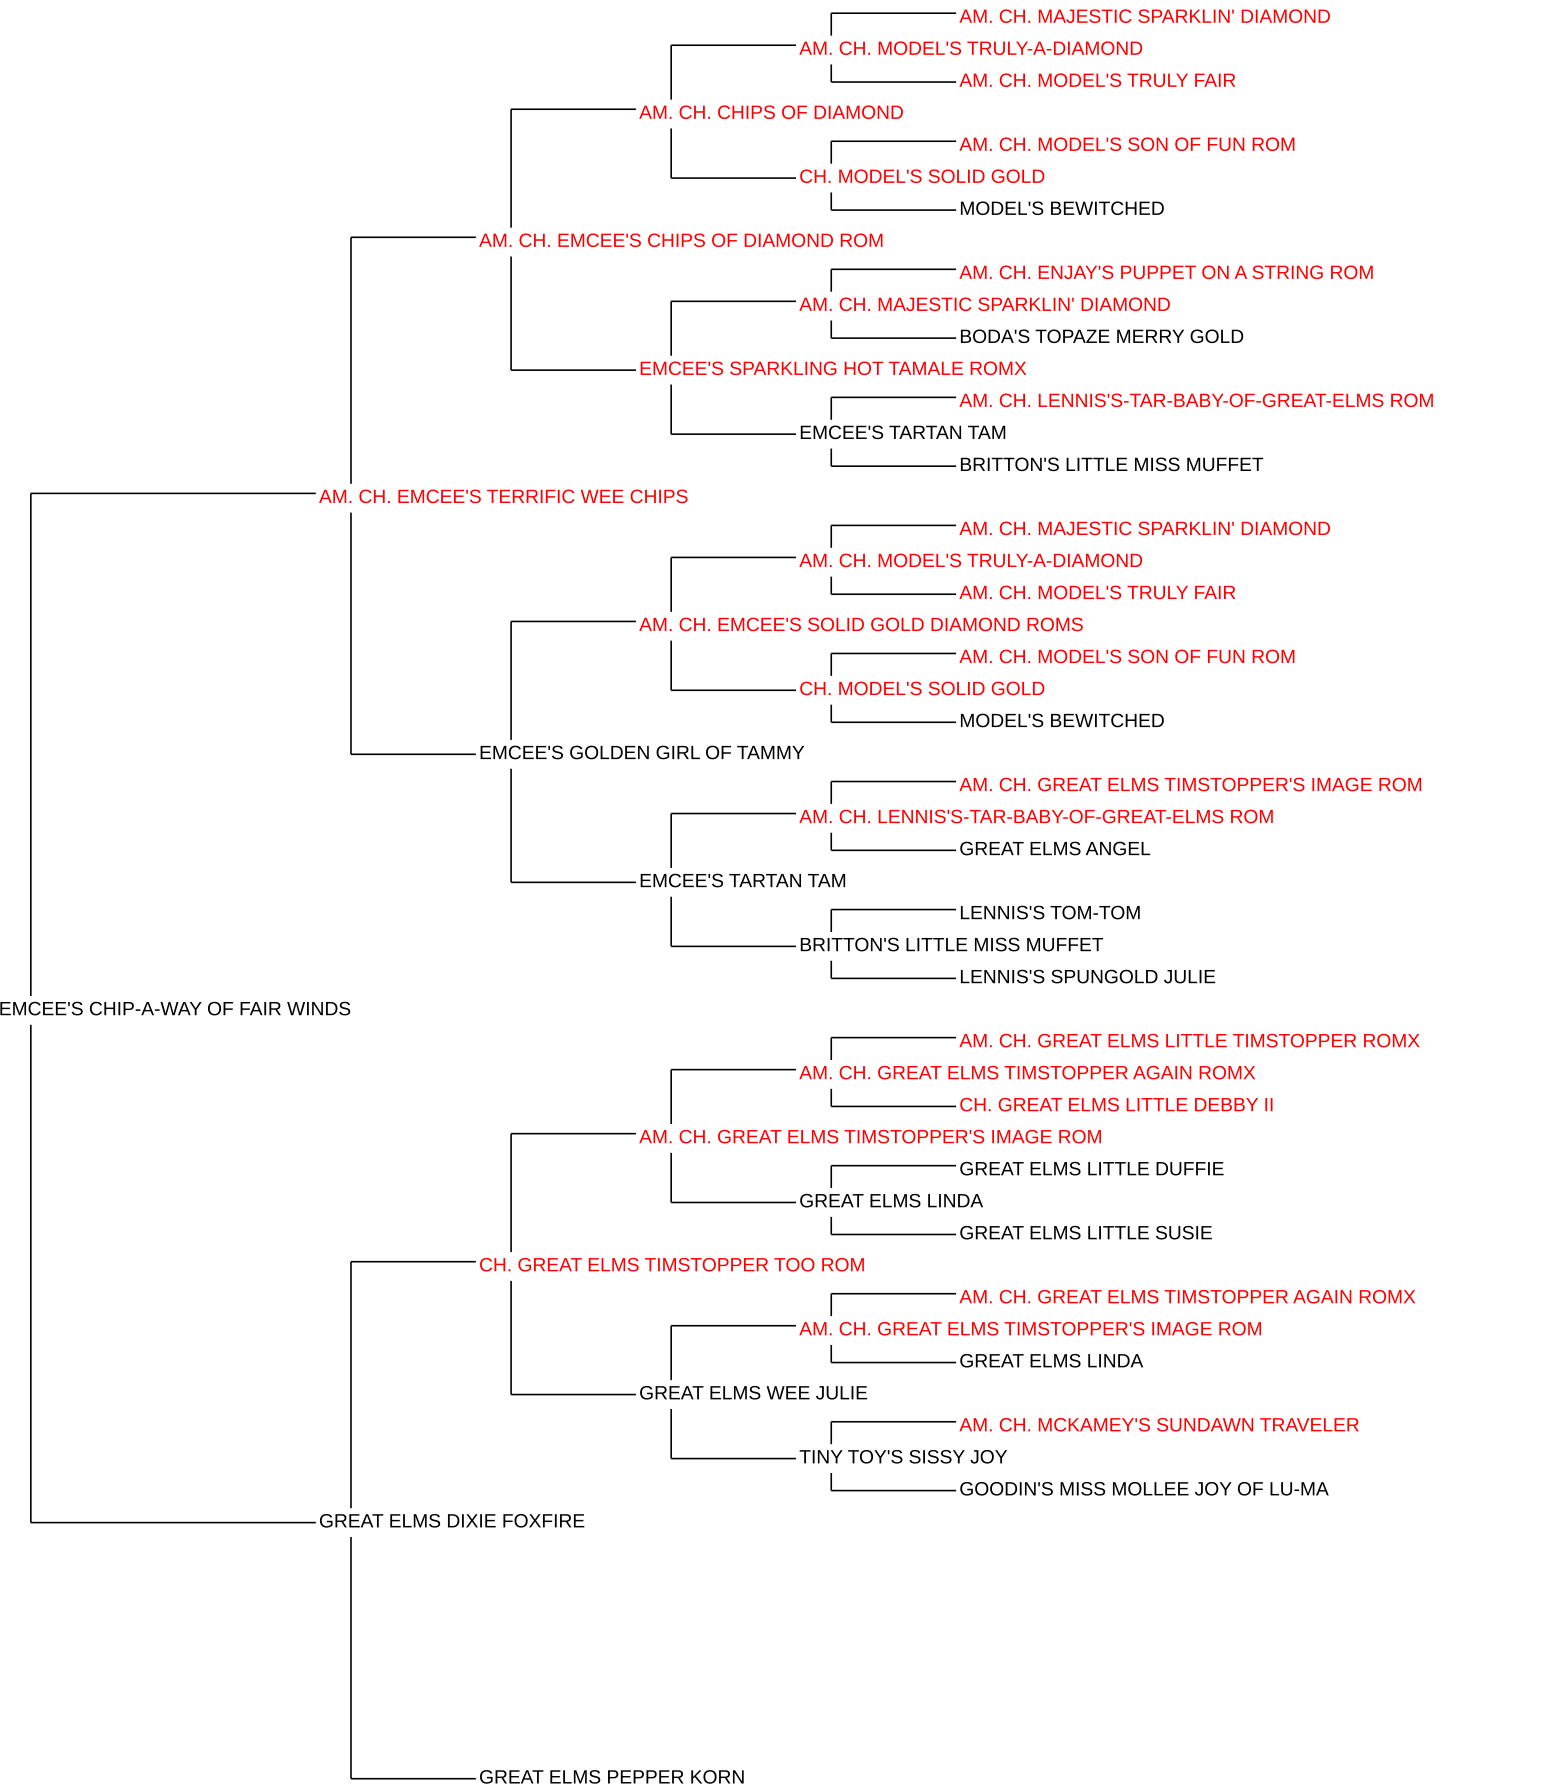 AM. CH. MAJESTIC SPARKLIN' DIAMOND
AM. CH. MODEL'S TRULY-A-DIAMOND
AM. CH. MODEL'S TRULY FAIR
AM. CH. CHIPS OF DIAMOND
AM. CH. MODEL'S SON OF FUN ROM
CH. MODEL'S SOLID GOLD
MODEL'S BEWITCHED
AM. CH. EMCEE'S CHIPS OF DIAMOND ROM
AM. CH. ENJAY'S PUPPET ON A STRING ROM
AM. CH. MAJESTIC SPARKLIN' DIAMOND
BODA'S TOPAZE MERRY GOLD
EMCEE'S SPARKLING HOT TAMALE ROMX
AM. CH. LENNIS'S-TAR-BABY-OF-GREAT-ELMS ROM
EMCEE'S TARTAN TAM
BRITTON'S LITTLE MISS MUFFET
AM. CH. EMCEE'S TERRIFIC WEE CHIPS
AM. CH. MAJESTIC SPARKLIN' DIAMOND
AM. CH. MODEL'S TRULY-A-DIAMOND
AM. CH. MODEL'S TRULY FAIR
AM. CH. EMCEE'S SOLID GOLD DIAMOND ROMS
AM. CH. MODEL'S SON OF FUN ROM
CH. MODEL'S SOLID GOLD
MODEL'S BEWITCHED
EMCEE'S GOLDEN GIRL OF TAMMY
AM. CH. GREAT ELMS TIMSTOPPER'S IMAGE ROM
AM. CH. LENNIS'S-TAR-BABY-OF-GREAT-ELMS ROM
GREAT ELMS ANGEL
EMCEE'S TARTAN TAM
LENNIS'S TOM-TOM
BRITTON'S LITTLE MISS MUFFET
LENNIS'S SPUNGOLD JULIE
EMCEE'S CHIP-A-WAY OF FAIR WINDS
AM. CH. GREAT ELMS LITTLE TIMSTOPPER ROMX
AM. CH. GREAT ELMS TIMSTOPPER AGAIN ROMX
CH. GREAT ELMS LITTLE DEBBY II
AM. CH. GREAT ELMS TIMSTOPPER'S IMAGE ROM
GREAT ELMS LITTLE DUFFIE
GREAT ELMS LINDA
GREAT ELMS LITTLE SUSIE
CH. GREAT ELMS TIMSTOPPER TOO ROM
AM. CH. GREAT ELMS TIMSTOPPER AGAIN ROMX
AM. CH. GREAT ELMS TIMSTOPPER'S IMAGE ROM
GREAT ELMS LINDA
GREAT ELMS WEE JULIE
AM. CH. MCKAMEY'S SUNDAWN TRAVELER
TINY TOY'S SISSY JOY
GOODIN'S MISS MOLLEE JOY OF LU-MA
GREAT ELMS DIXIE FOXFIRE
GREAT ELMS PEPPER KORN